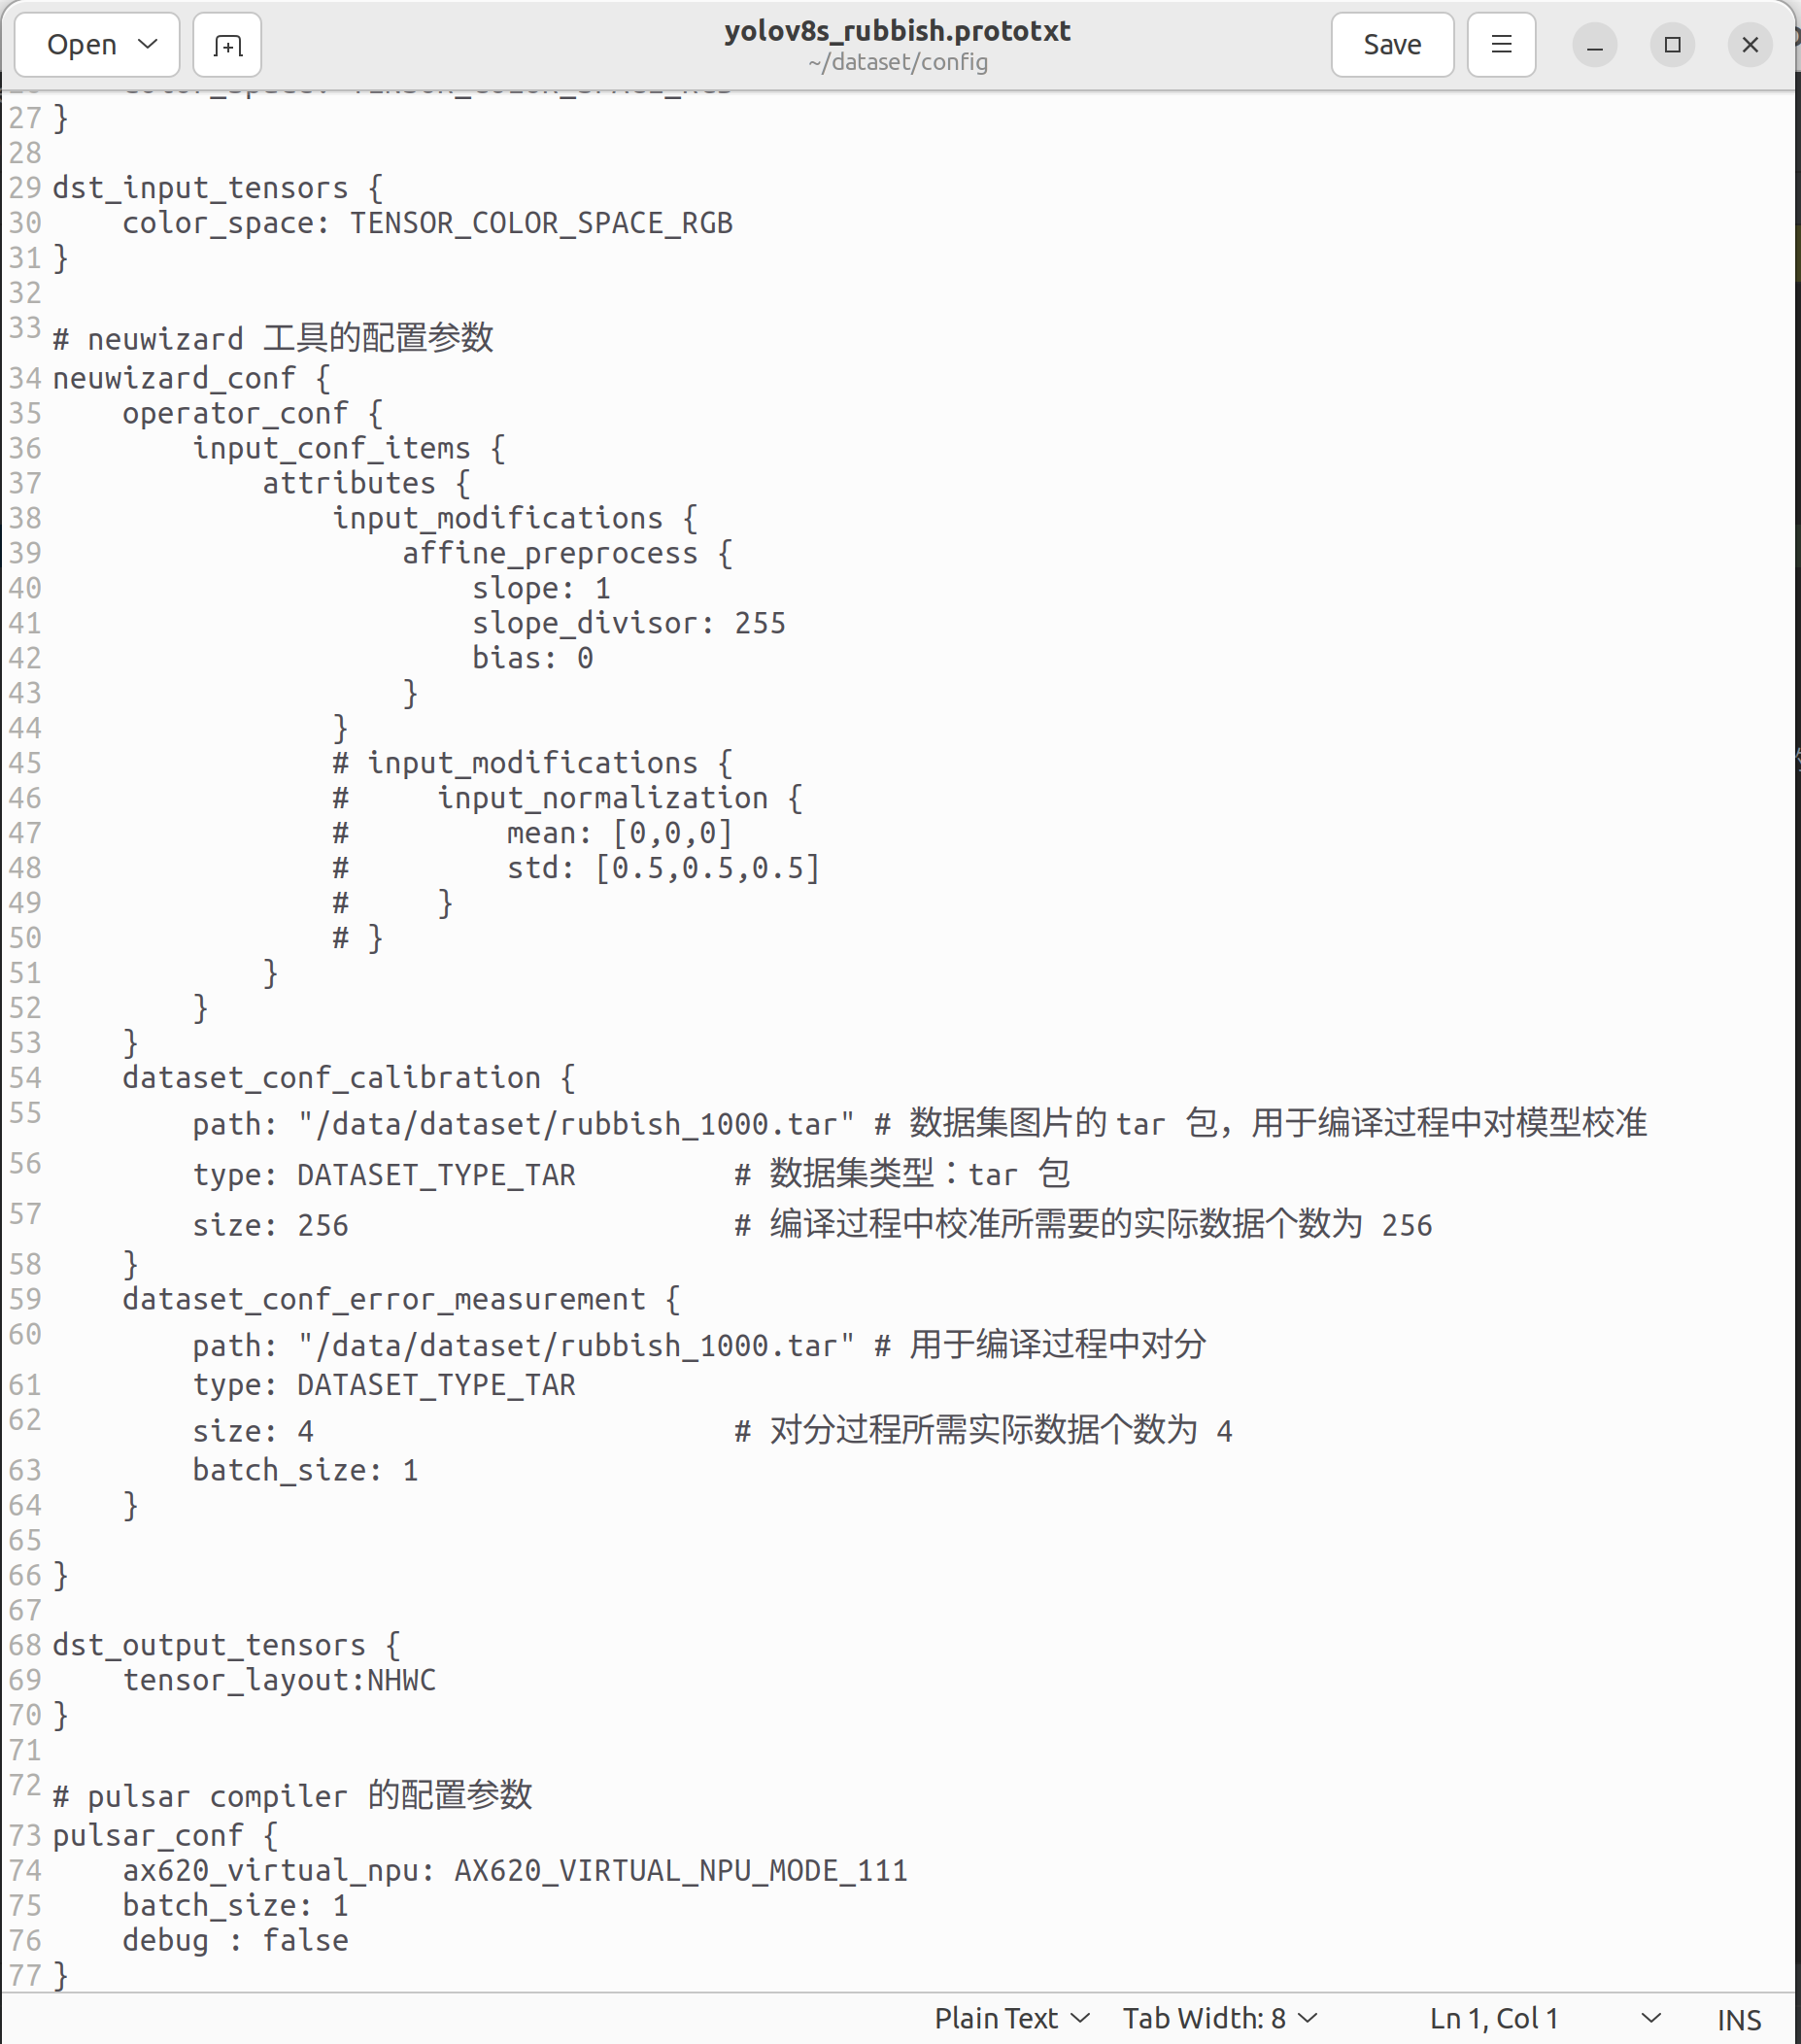 Open
yolov8s_rubbish.prototxt
~/dataset/config
Save
27 }
28
29 dst_input_tensors {
30     color_space: TENSOR_COLOR_SPACE_RGB
31 }
32
33 # neuwizard 工具的配置参数
34 neuwizard_conf {
35     operator_conf {
36         input_conf_items {
37             attributes {
38                 input_modifications {
39                     affine_preprocess {
40                         slope: 1
41                         slope_divisor: 255
42                         bias: 0
43                     }
44                 }
45                 # input_modifications {
46                 #     input_normalization {
47                 #         mean: [0,0,0]
48                 #         std: [0.5,0.5,0.5]
49                 #     }
50                 # }
51             }
52         }
53     }
54     dataset_conf_calibration {
55         path: "/data/dataset/rubbish_1000.tar" # 数据集图片的 tar 包，用于编译过程中对模型校准
56         type: DATASET_TYPE_TAR         # 数据集类型：tar 包
57         size: 256                      # 编译过程中校准所需要的实际数据个数为 256
58     }
59     dataset_conf_error_measurement {
60         path: "/data/dataset/rubbish_1000.tar" # 用于编译过程中对分
61         type: DATASET_TYPE_TAR
62         size: 4                        # 对分过程所需实际数据个数为 4
63         batch_size: 1
64     }
65
66 }
67
68 dst_output_tensors {
69     tensor_layout:NHWC
70 }
71
72 # pulsar compiler 的配置参数
73 pulsar_conf {
74     ax620_virtual_npu: AX620_VIRTUAL_NPU_MODE_111
75     batch_size: 1
76     debug : false
77 }
Plain Text Tab Width: 8 Ln 1, Col 1 INS